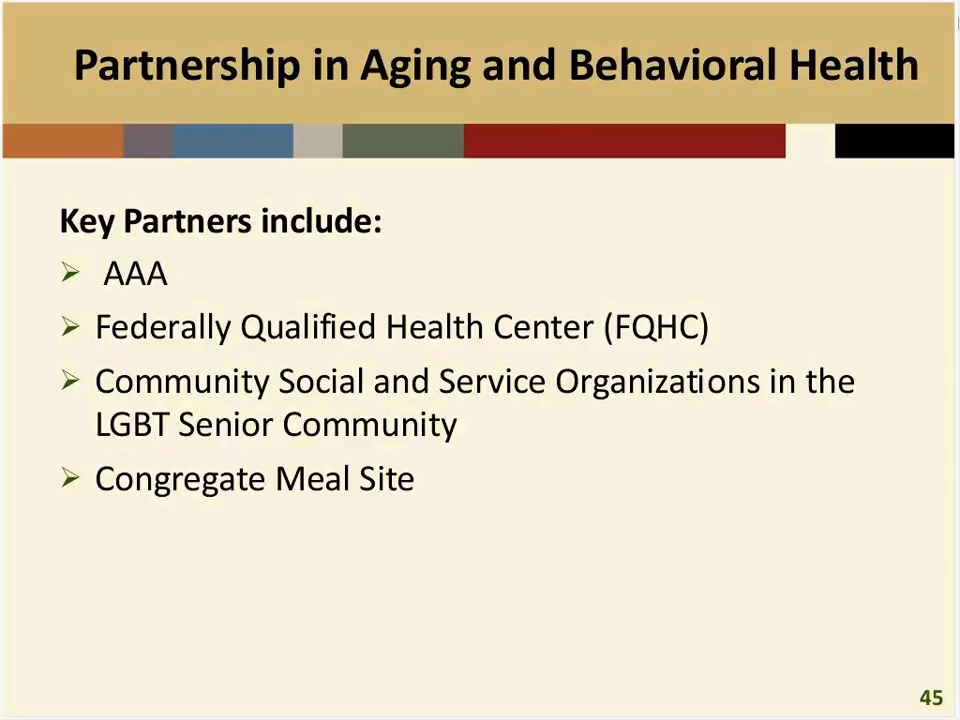 Partnership in Aging and Behavioral Health
Key Partners include:
➢ AAA
➢ Federally Qualified Health Center (FQHC)
➢ Community Social and Service Organizations in the
LGBT Senior Community
➢ Congregate Meal Site
45